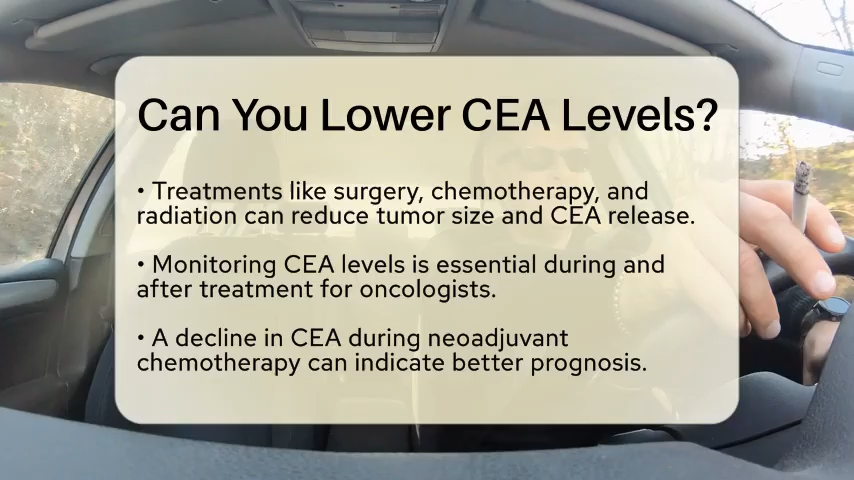 Can You Lower CEA Levels?
• Treatments like surgery, chemotherapy, and
radiation can reduce tumor size and CEA release.
• Monitoring CEA levels is essential during and
after treatment for oncologists.
• A decline in CEA during neoadjuvant
chemotherapy can indicate better prognosis.